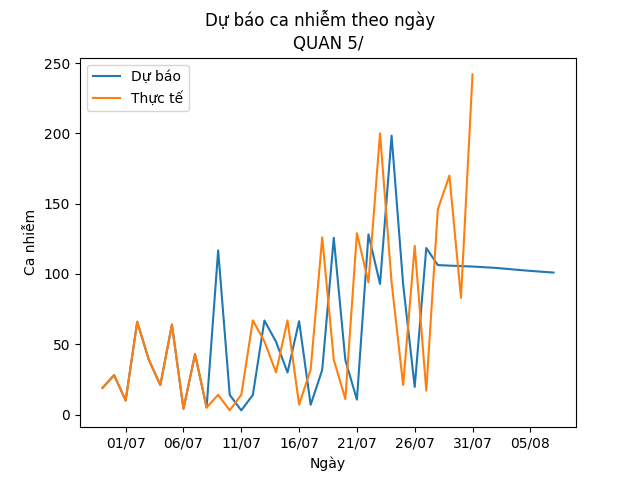 Dự báo ca nhiễm theo ngày
QUAN 5/
Dự báo
Thực tế
Ca nhiễm
250
200
150
100
50
0
01/07 06/07 11/07 16/07 21/07 26/07 31/07 05/08
Ngày